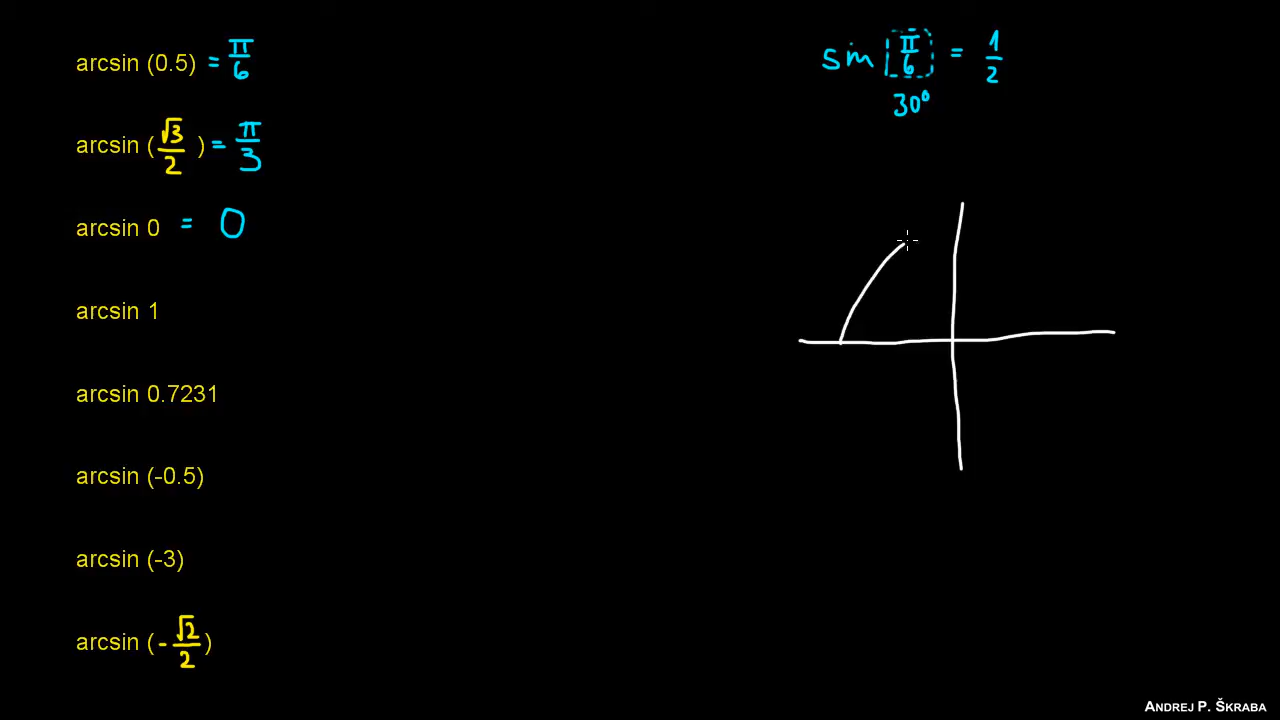 arcsin (0.5) = π/6
sin [π/6] = 1/2
30°
arcsin (√3/2) = π/3
arcsin 0 = 0
arcsin 1
arcsin 0.7231
arcsin (-0.5)
arcsin (-3)
arcsin (-√2/2)
ANDREJ P. ŠKRABA